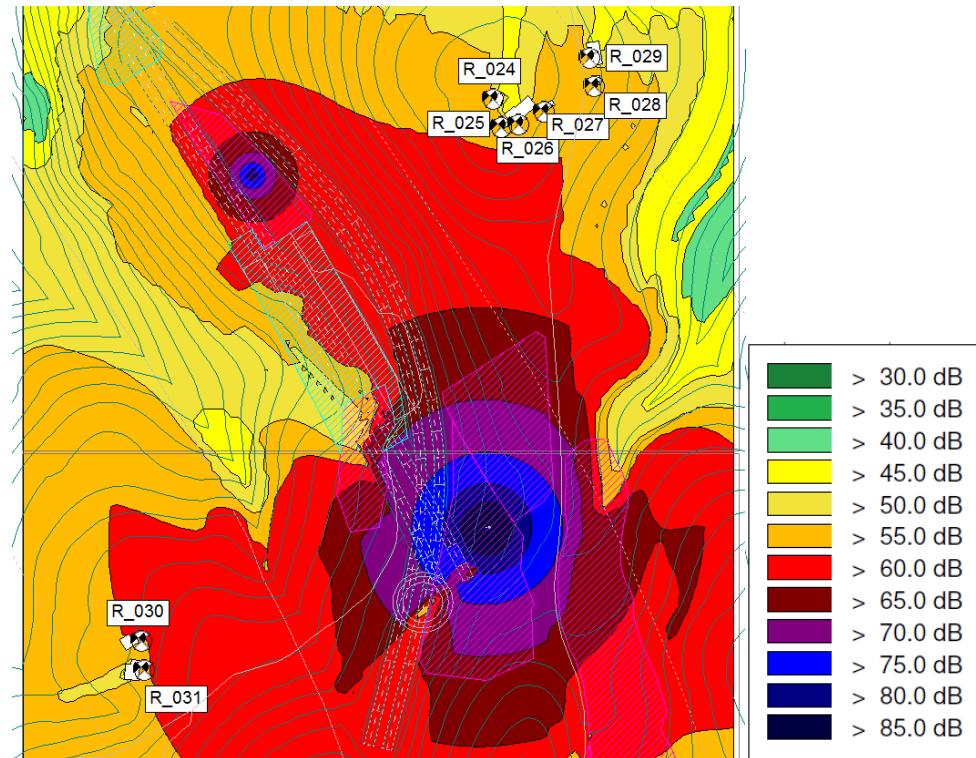 R_029
R_024
R_028
R_025
R_027
R_026
> 30.0 dB
> 35.0 dB
> 40.0 dB
> 45.0 dB
> 50.0 dB
> 55.0 dB
> 60.0 dB
> 65.0 dB
> 70.0 dB
> 75.0 dB
> 80.0 dB
> 85.0 dB
R_030
R_031